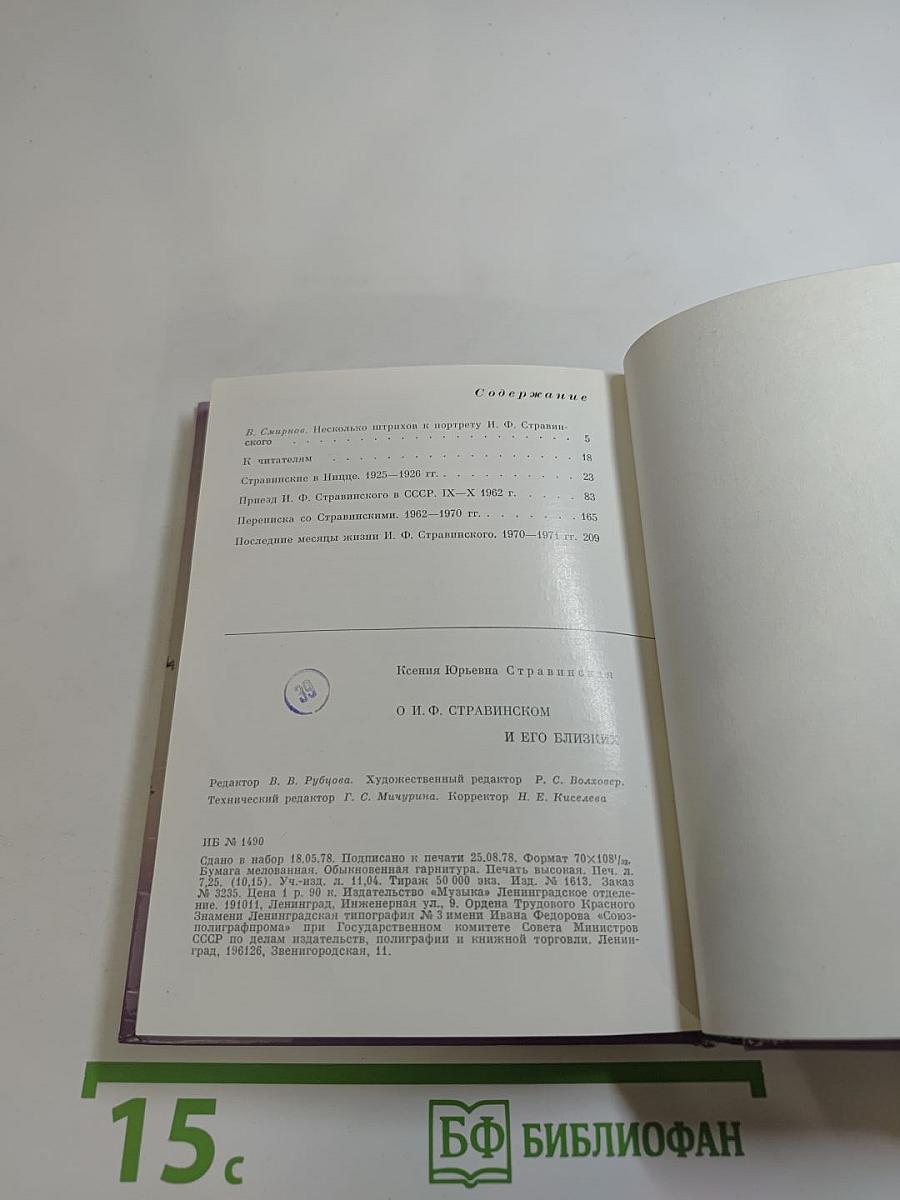 Содержание
В. Смирнов. Несколько штрихов к портрету И. Ф. Стравин-
ского . . . . . . . . . . . . . . . . . . . . . 5
К читателям . . . . . . . . . . . . . . . . . . 18
Стравинские в Ницце. 1925—1926 гг. . . . . . . . . . . 23
Приезд И. Ф. Стравинского в СССР. IX—X 1962 г. . . . . 83
Переписка со Стравинскими. 1962—1970 гг. . . . . . . . 165
Последние месяцы жизни И. Ф. Стравинского. 1970—1971 гг. 209
39
Ксения Юрьевна Стравинская
О И. Ф. СТРАВИНСКОМ
И ЕГО БЛИЗКИХ
Редактор В. В. Рубцова. Художественный редактор Р. С. Волховер.
Технический редактор Г. С. Мичурина. Корректор Н. Е. Киселева
ИБ № 1490
Сдано в набор 18.05.78. Подписано к печати 25.08.78. Формат 70×108¹/₃₂.
Бумага мелованная. Обыкновенная гарнитура. Печать высокая. Печ. л.
7,25. (10,15). Уч.-изд. л. 11,04. Тираж 50 000 экз. Изд. № 1613. Заказ
№ 3235. Цена 1 р. 90 к. Издательство «Музыка» Ленинградское отделе-
ние. 191011, Ленинград, Инженерная ул., 9. Ордена Трудового Красного
Знамени Ленинградская типография № 3 имени Ивана Федорова «Союз-
полиграфпрома» при Государственном комитете Совета Министров
СССР по делам издательств, полиграфии и книжной торговли. Ленин-
град, 196126, Звенигородская, 11.
15 с
БФ БИБЛИОФАН